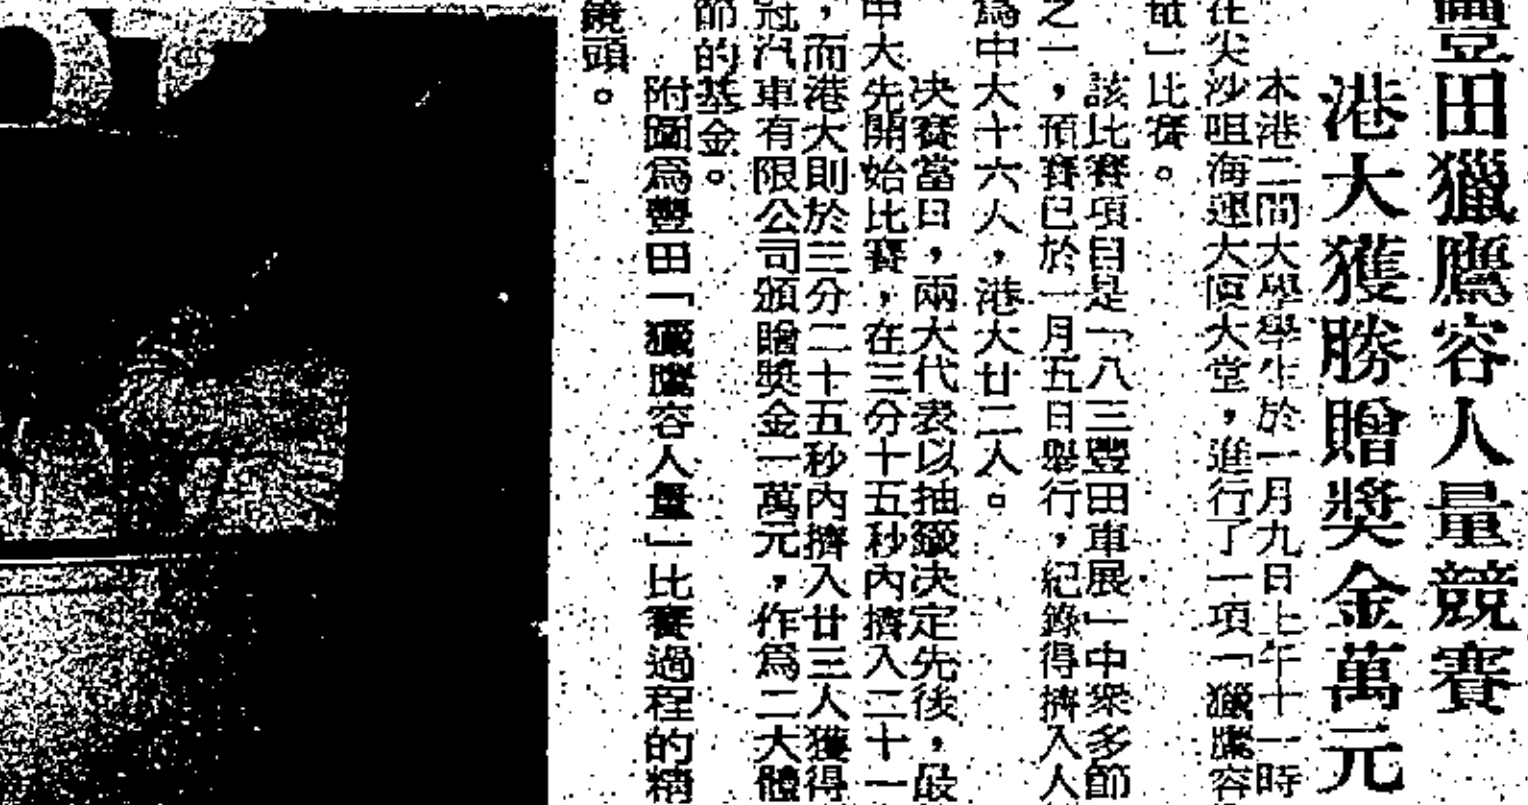 豐田獵鷹容人量競賽
港大獲勝贈獎金萬元
本港二間大學學生於一月九日上午十一時
在尖沙咀海運大廈大堂，進行了一項「獵鷹容
量」比賽。
該比賽項目是「八三豐田車展」中衆多節
之一，預賽已於一月五日舉行，紀錄得擠入人
爲中大十六人，港大廿二人。
決賽當日，兩大代表以抽籤決定先後，最
中大先開始比賽，在三分十五秒內擠入二十一
，而港大則於三分二十五秒內擠入廿三人獲得
冠汽車有限公司頒贈獎金一萬元，作爲二大體
節的基金。
附圖爲豐田「獵鷹容人量」比賽過程的精
鏡頭。